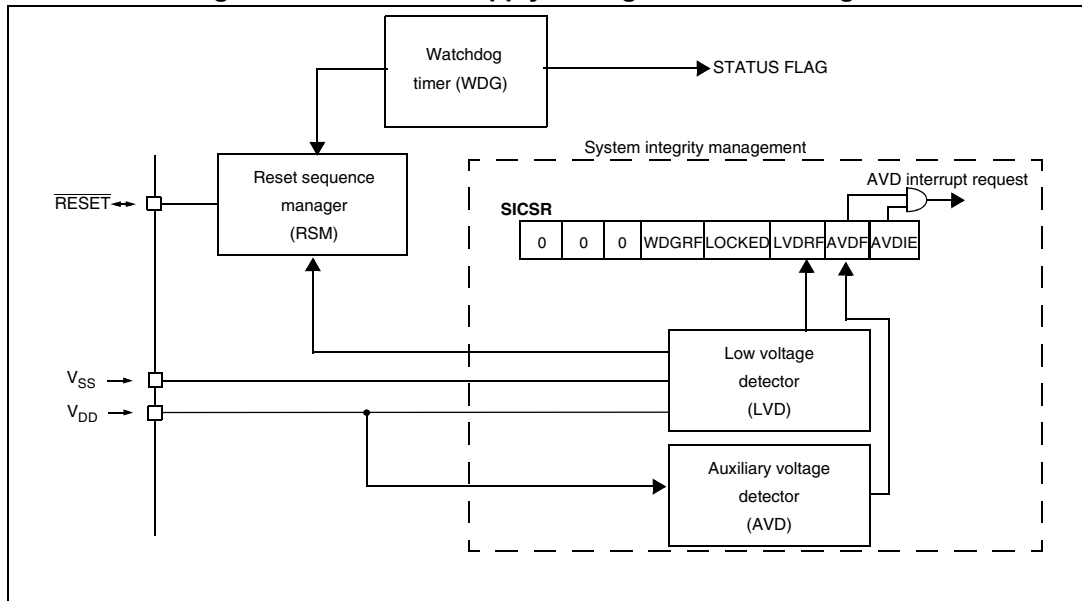 Watchdog
timer (WDG)
STATUS FLAG
System integrity management
Reset sequence
manager
(RSM)
AVD interrupt request
RESET
SICSR
0 0 0 WDGRF LOCKED LVDRF AVDF AVDIE
Low voltage
detector
(LVD)
VSS
VDD
Auxiliary voltage
detector
(AVD)